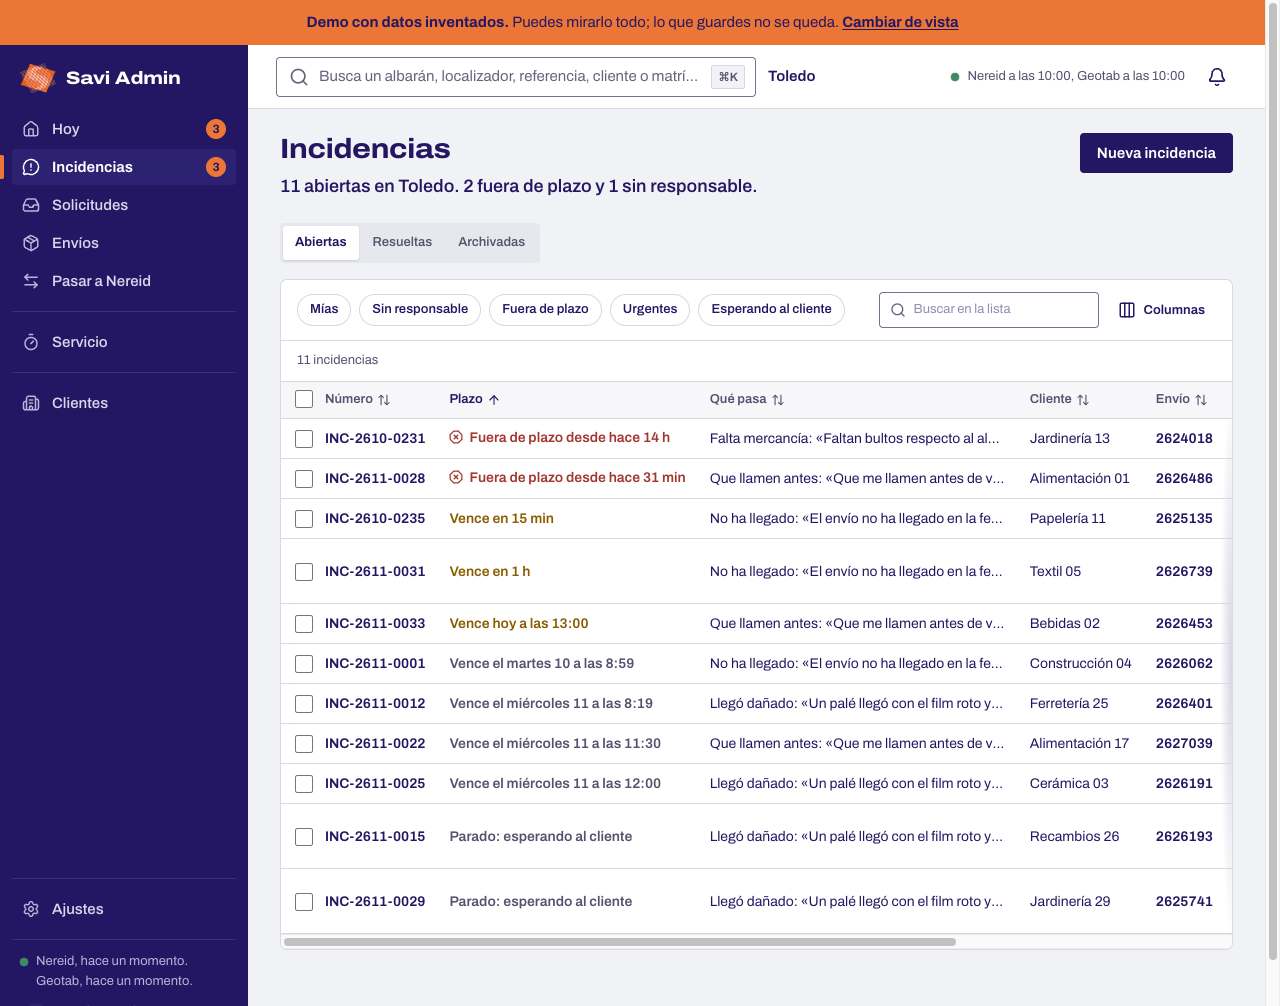 Demo con datos inventados. Puedes mirarlo todo; lo que guardes no se queda. Cambiar de vista
Savi Admin
Hoy 3
Incidencias 3
Solicitudes
Envíos
Pasar a Nereid
Servicio
Clientes
Ajustes
Nereid, hace un momento.
Geotab, hace un momento.
Busca un albarán, localizador, referencia, cliente o matrí... ⌘K
Toledo
Nereid a las 10:00, Geotab a las 10:00
Incidencias
Nueva incidencia
11 abiertas en Toledo. 2 fuera de plazo y 1 sin responsable.
Abiertas Resueltas Archivadas
Mías Sin responsable Fuera de plazo Urgentes Esperando al cliente Buscar en la lista Columnas
11 incidencias
Número Plazo Qué pasa Cliente Envío
INC-2610-0231 Fuera de plazo desde hace 14 h Falta mercancía: «Faltan bultos respecto al al... Jardinería 13 2624018
INC-2611-0028 Fuera de plazo desde hace 31 min Que llamen antes: «Que me llamen antes de v... Alimentación 01 2626486
INC-2610-0235 Vence en 15 min No ha llegado: «El envío no ha llegado en la fe... Papelería 11 2625135
INC-2611-0031 Vence en 1 h No ha llegado: «El envío no ha llegado en la fe... Textil 05 2626739
INC-2611-0033 Vence hoy a las 13:00 Que llamen antes: «Que me llamen antes de v... Bebidas 02 2626453
INC-2611-0001 Vence el martes 10 a las 8:59 No ha llegado: «El envío no ha llegado en la fe... Construcción 04 2626062
INC-2611-0012 Vence el miércoles 11 a las 8:19 Llegó dañado: «Un palé llegó con el film roto y... Ferretería 25 2626401
INC-2611-0022 Vence el miércoles 11 a las 11:30 Que llamen antes: «Que me llamen antes de v... Alimentación 17 2627039
INC-2611-0025 Vence el miércoles 11 a las 12:00 Llegó dañado: «Un palé llegó con el film roto y... Cerámica 03 2626191
INC-2611-0015 Parado: esperando al cliente Llegó dañado: «Un palé llegó con el film roto y... Recambios 26 2626193
INC-2611-0029 Parado: esperando al cliente Llegó dañado: «Un palé llegó con el film roto y... Jardinería 29 2625741